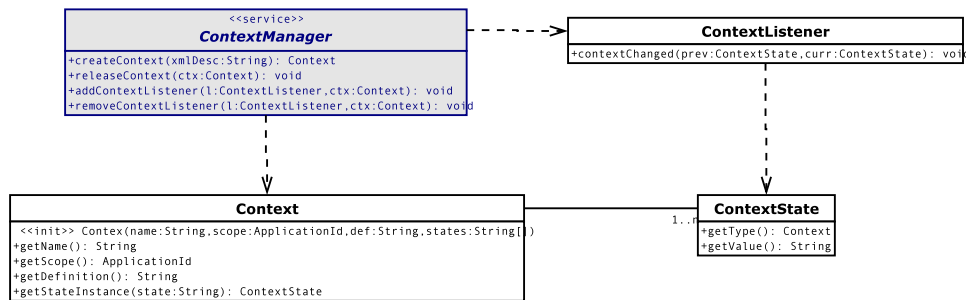 <<service>>
ContextManager
+createContext(xmlDesc:String): Context
+releaseContext(ctx:Context): void
+addContextListener(l:ContextListener,ctx:Context): void
+removeContextListener(l:ContextListener,ctx:Context): void
ContextListener
+contextChanged(prev:ContextState,curr:ContextState): void
Context
<<init>> Contex(name:String,scope:ApplicationId,def:String,states:String[])
+getName(): String
+getScope(): ApplicationId
+getDefinition(): String
+getStateInstance(state:String): ContextState
1..n
ContextState
+getType(): Context
+getValue(): String